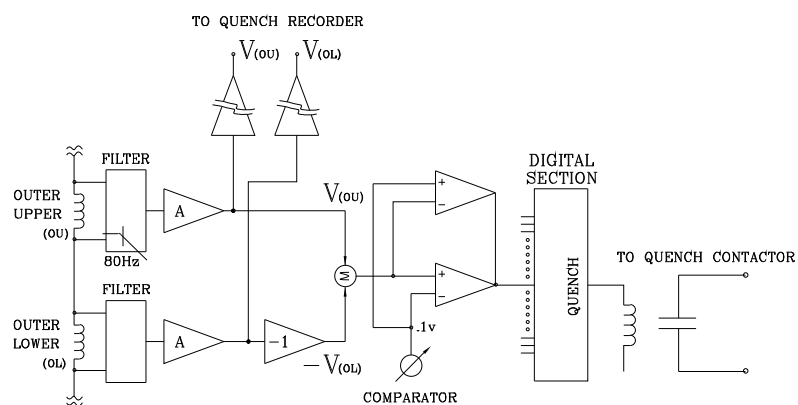 TO QUENCH RECORDER
V(OU)
V(OL)
FILTER
OUTER
UPPER
(OU)
A
80Hz
V(OU)
+
−
DIGITAL
SECTION
QUENCH
TO QUENCH CONTACTOR
M
+
−
FILTER
OUTER
LOWER
(OL)
A
−1
−V(OL)
.1v
COMPARATOR